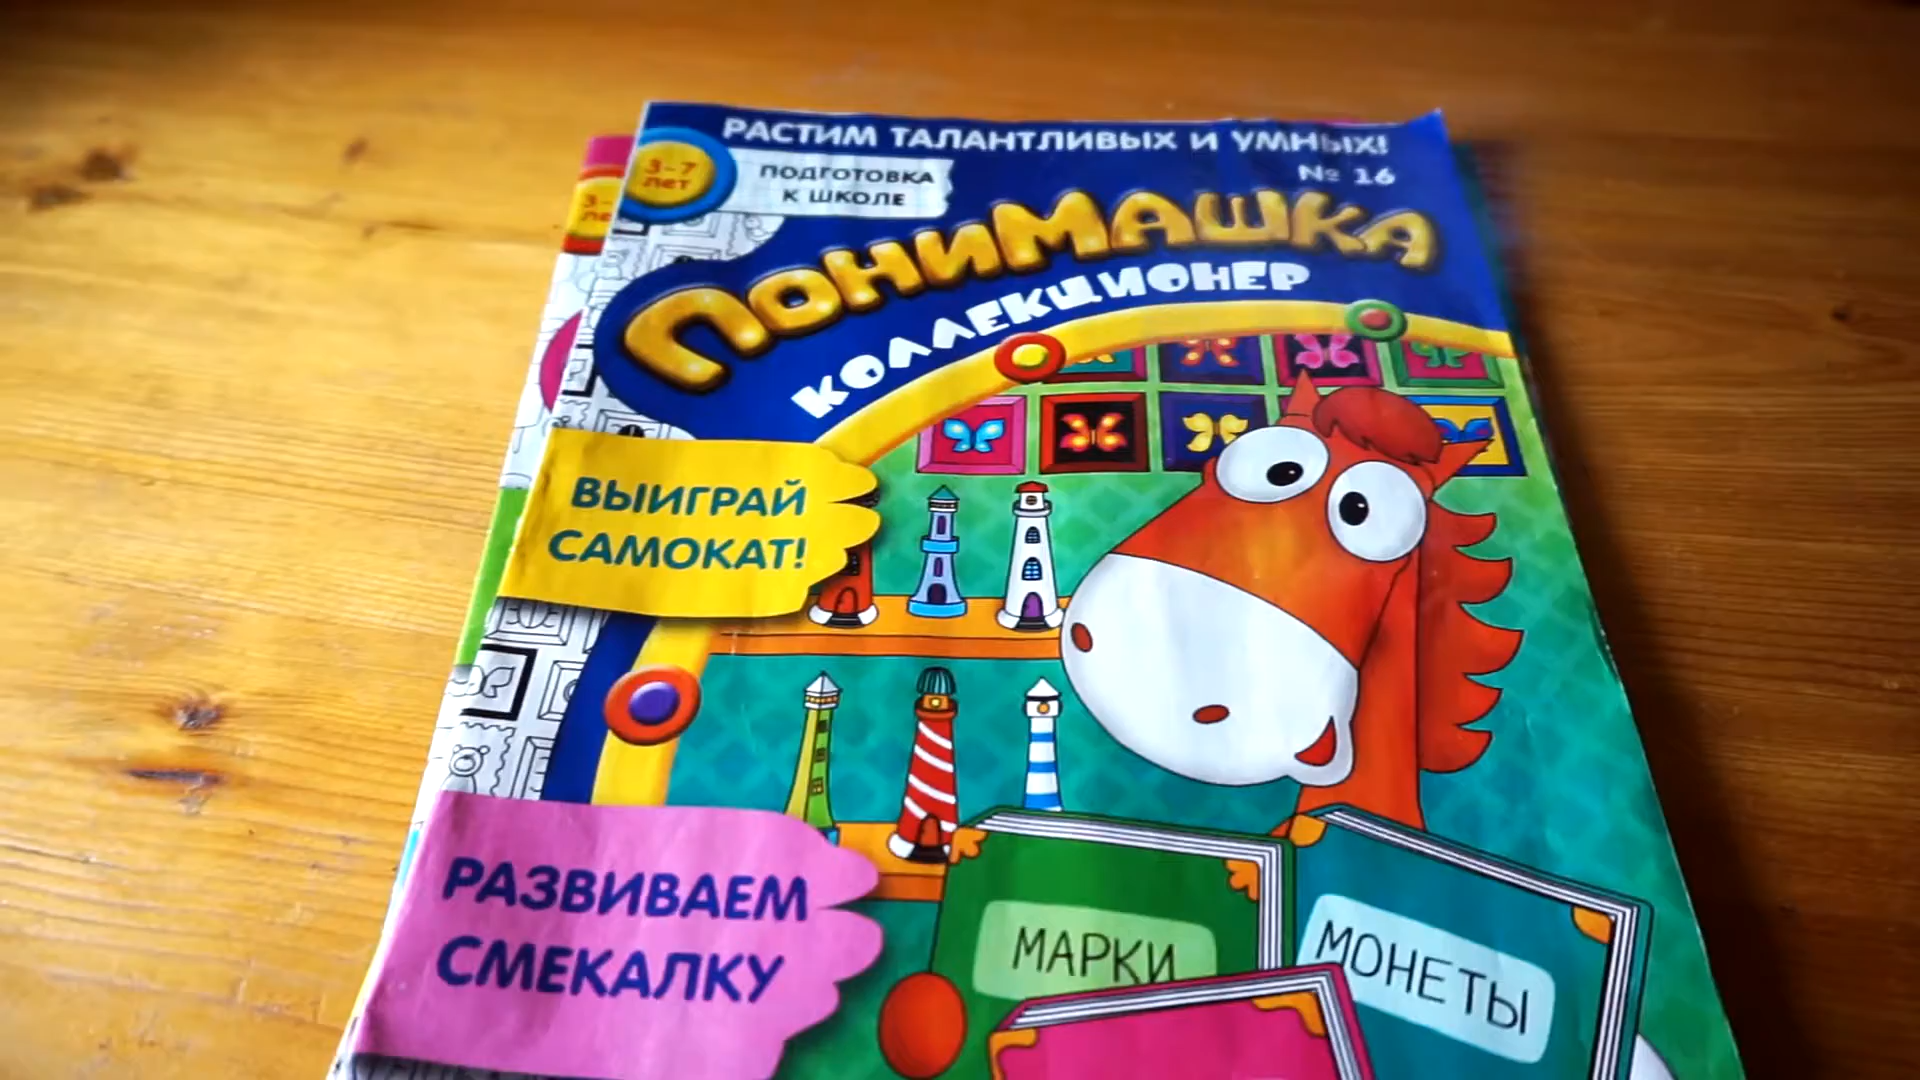 РАСТИМ ТАЛАНТЛИВЫХ И УМНЫХ!
№ 16
3-7
лет
ПОДГОТОВКА
К ШКОЛЕ
ПОНИМАШКА
КОЛЛЕКЦИОНЕР
ВЫИГРАЙ
САМОКАТ!
РАЗВИВАЕМ
СМЕКАЛКУ
МАРКИ
МОНЕТЫ